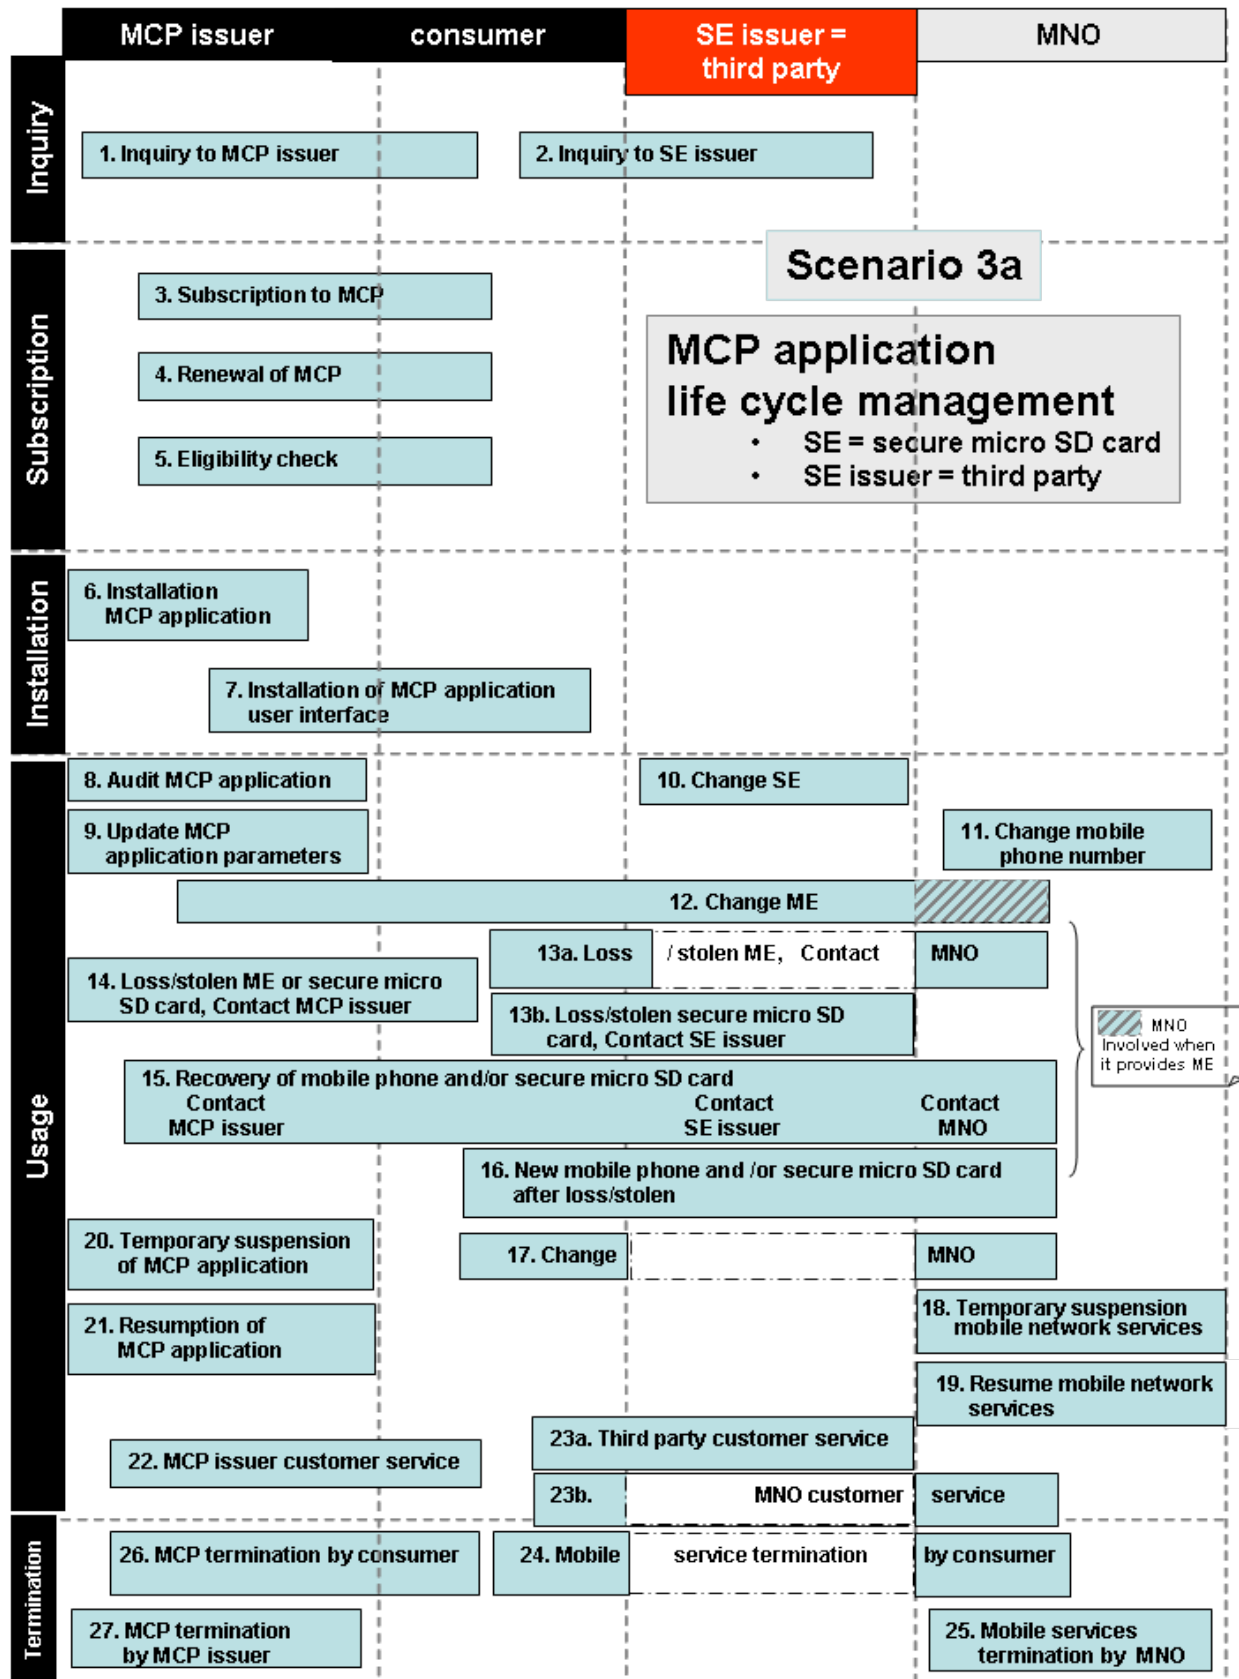 MCP issuer
consumer
SE issuer =
third party
MNO
Inquiry
1. Inquiry to MCP issuer
2. Inquiry to SE issuer
Subscription
Scenario 3a
3. Subscription to MCP
4. Renewal of MCP
5. Eligibility check
MCP application
life cycle management
• SE = secure micro SD card
• SE issuer = third party
Installation
6. Installation
MCP application
7. Installation of MCP application
user interface
Usage
8. Audit MCP application
10. Change SE
9. Update MCP
application parameters
11. Change mobile
phone number
12. Change ME
13a. Loss / stolen ME, Contact MNO
14. Loss/stolen ME or secure micro
SD card, Contact MCP issuer
13b. Loss/stolen secure micro SD
card, Contact SE issuer
MNO
Involved when
it provides ME
15. Recovery of mobile phone and/or secure micro SD card
Contact
MCP issuer
Contact
SE issuer
Contact
MNO
16. New mobile phone and /or secure micro SD card
after loss/stolen
20. Temporary suspension
of MCP application
17. Change MNO
18. Temporary suspension
mobile network services
21. Resumption of
MCP application
19. Resume mobile network
services
23a. Third party customer service
22. MCP issuer customer service
23b. MNO customer service
Termination
26. MCP termination by consumer
24. Mobile service termination by consumer
27. MCP termination
by MCP issuer
25. Mobile services
termination by MNO